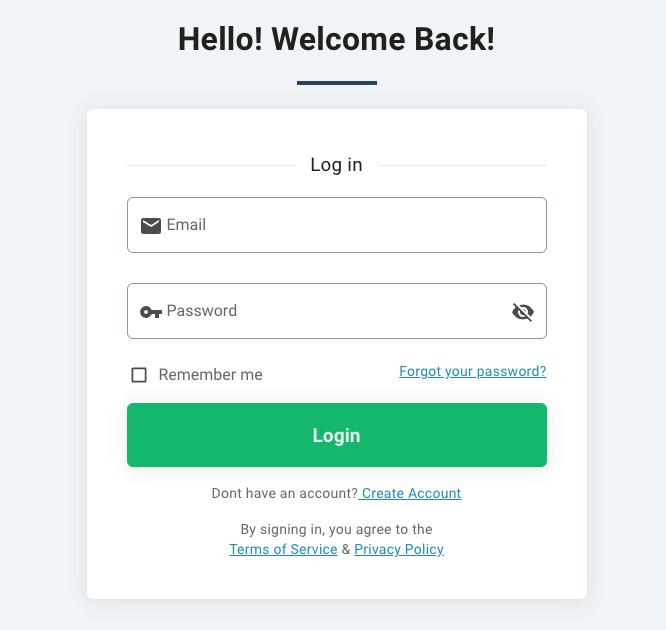 Hello! Welcome Back!
Log in
Email
Password
Remember me
Forgot your password?
Login
Dont have an account? Create Account
By signing in, you agree to the
Terms of Service & Privacy Policy